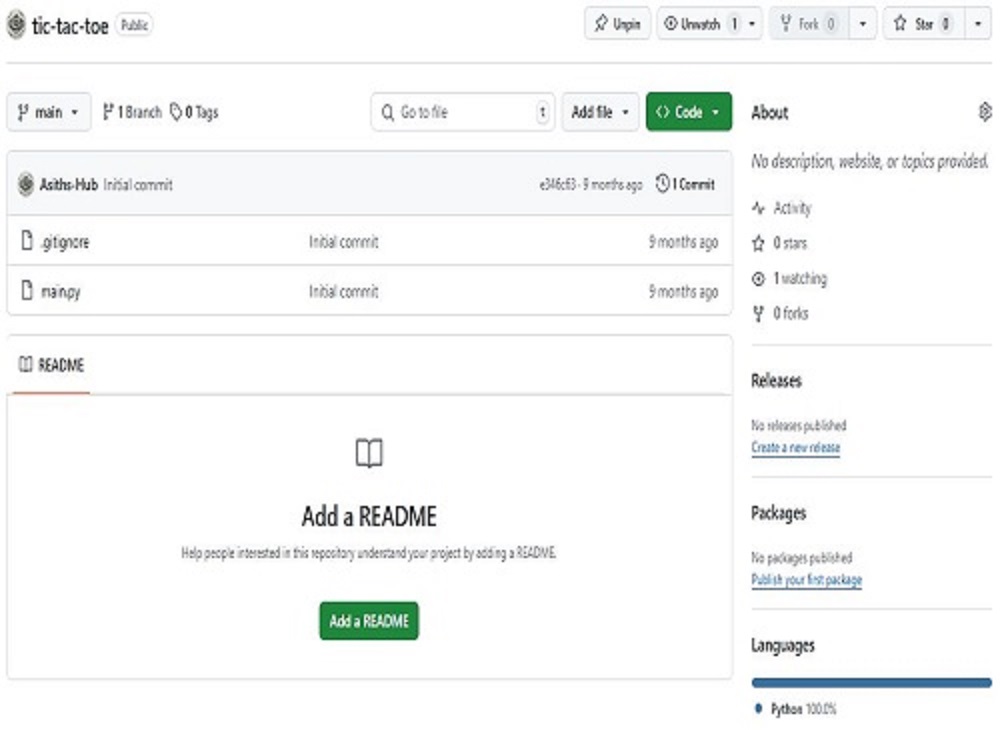 tic-tac-toe Public Unpin Unwatch 1 Fork 0 Star 0
main 1 Branch 0 Tags Go to file t Add file <> Code
Asiths-Hub Initial commit e346c63 · 9 months ago 1 Commit
.gitignore Initial commit 9 months ago
main.py Initial commit 9 months ago
README
Add a README
Help people interested in this repository understand your project by adding a README.
Add a README
About
No description, website, or topics provided.
Activity
0 stars
1 watching
0 forks
Releases
No releases published
Create a new release
Packages
No packages published
Publish your first package
Languages
Python 100.0%